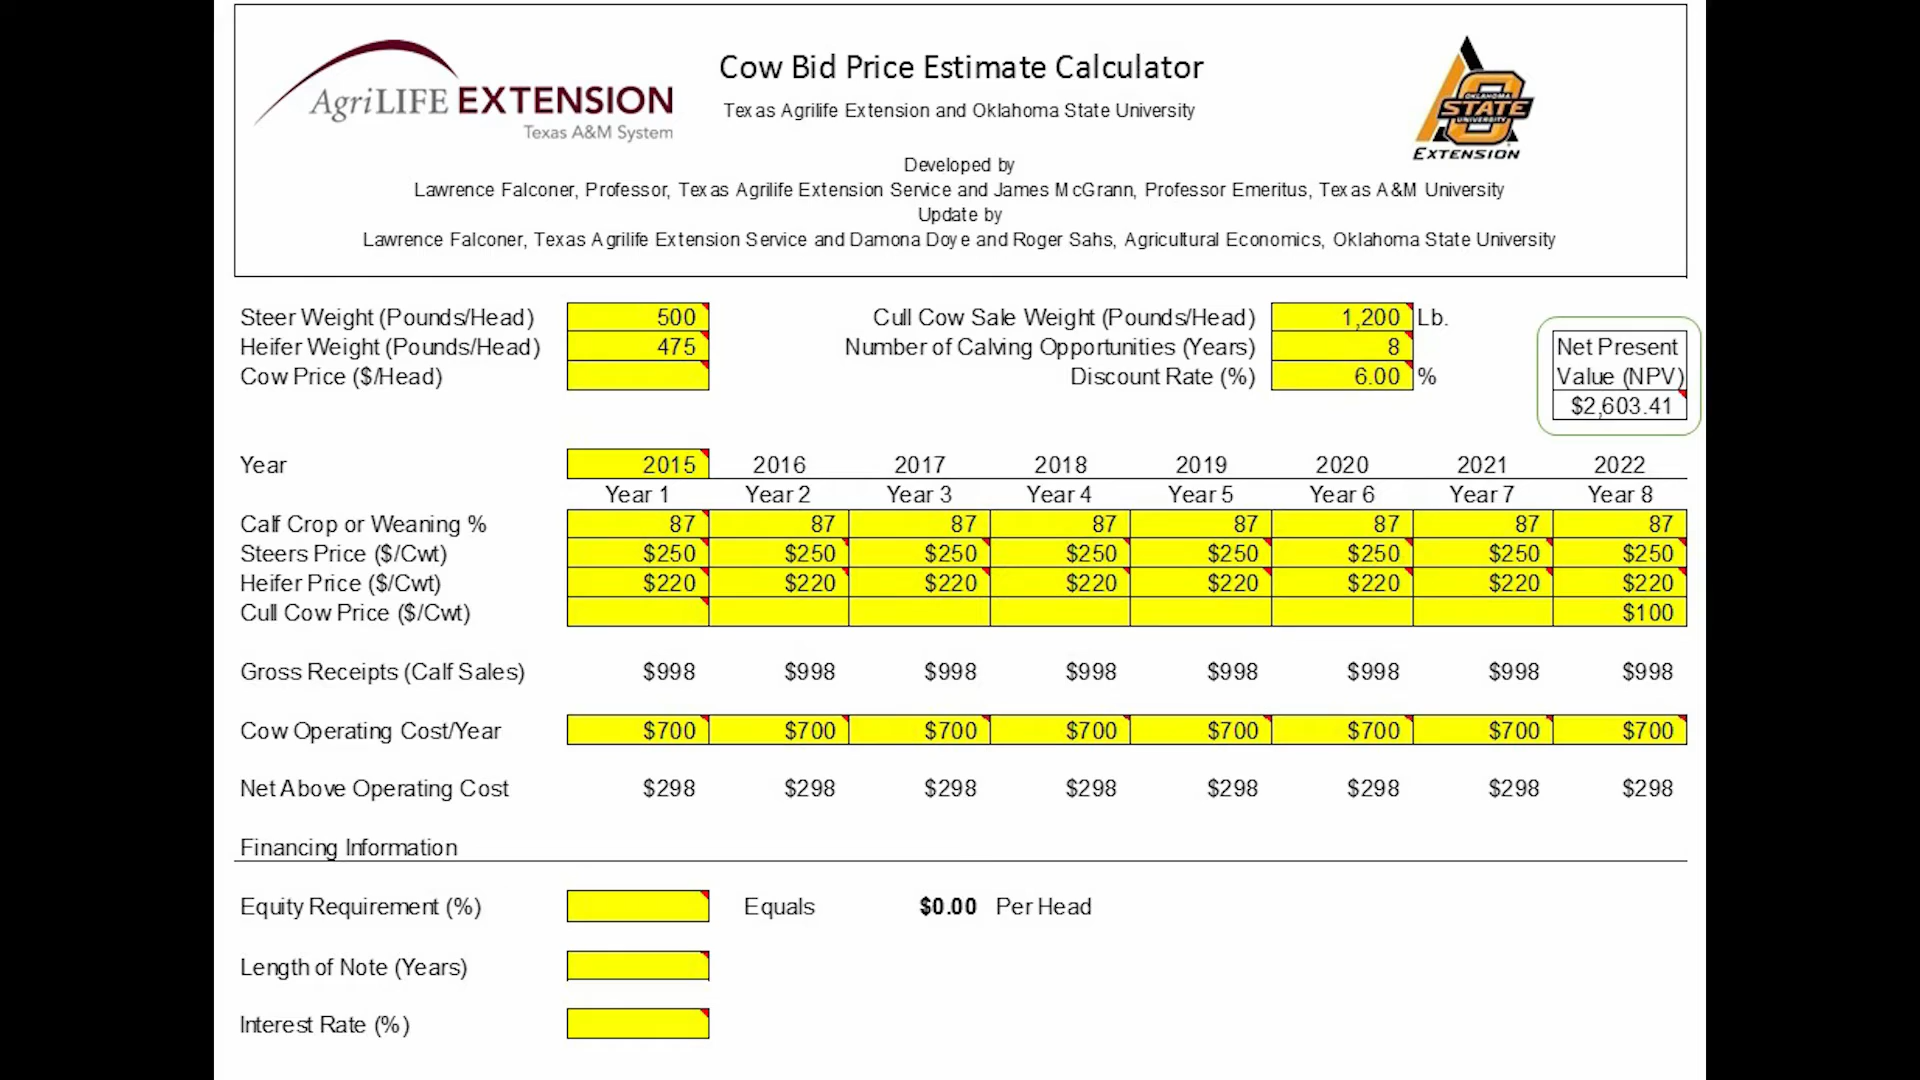 AgriLIFE EXTENSION
Texas A&M System
Cow Bid Price Estimate Calculator
Texas Agrilife Extension and Oklahoma State University
OKLAHOMA
STATE
UNIVERSITY
EXTENSION
Developed by
Lawrence Falconer, Professor, Texas Agrilife Extension Service and James McGrann, Professor Emeritus, Texas A&M University
Update by
Lawrence Falconer, Texas Agrilife Extension Service and Damona Doye and Roger Sahs, Agricultural Economics, Oklahoma State University
Steer Weight (Pounds/Head) 500 Cull Cow Sale Weight (Pounds/Head) 1,200 Lb.
Heifer Weight (Pounds/Head) 475 Number of Calving Opportunities (Years) 8 Net Present
Cow Price ($/Head) Discount Rate (%) 6.00 % Value (NPV)
$2,603.41
Year 2015 2016 2017 2018 2019 2020 2021 2022
Year 1 Year 2 Year 3 Year 4 Year 5 Year 6 Year 7 Year 8
Calf Crop or Weaning % 87 87 87 87 87 87 87 87
Steers Price ($/Cwt) $250 $250 $250 $250 $250 $250 $250 $250
Heifer Price ($/Cwt) $220 $220 $220 $220 $220 $220 $220 $220
Cull Cow Price ($/Cwt) $100
Gross Receipts (Calf Sales) $998 $998 $998 $998 $998 $998 $998 $998
Cow Operating Cost/Year $700 $700 $700 $700 $700 $700 $700 $700
Net Above Operating Cost $298 $298 $298 $298 $298 $298 $298 $298
Financing Information
Equity Requirement (%) Equals $0.00 Per Head
Length of Note (Years)
Interest Rate (%)